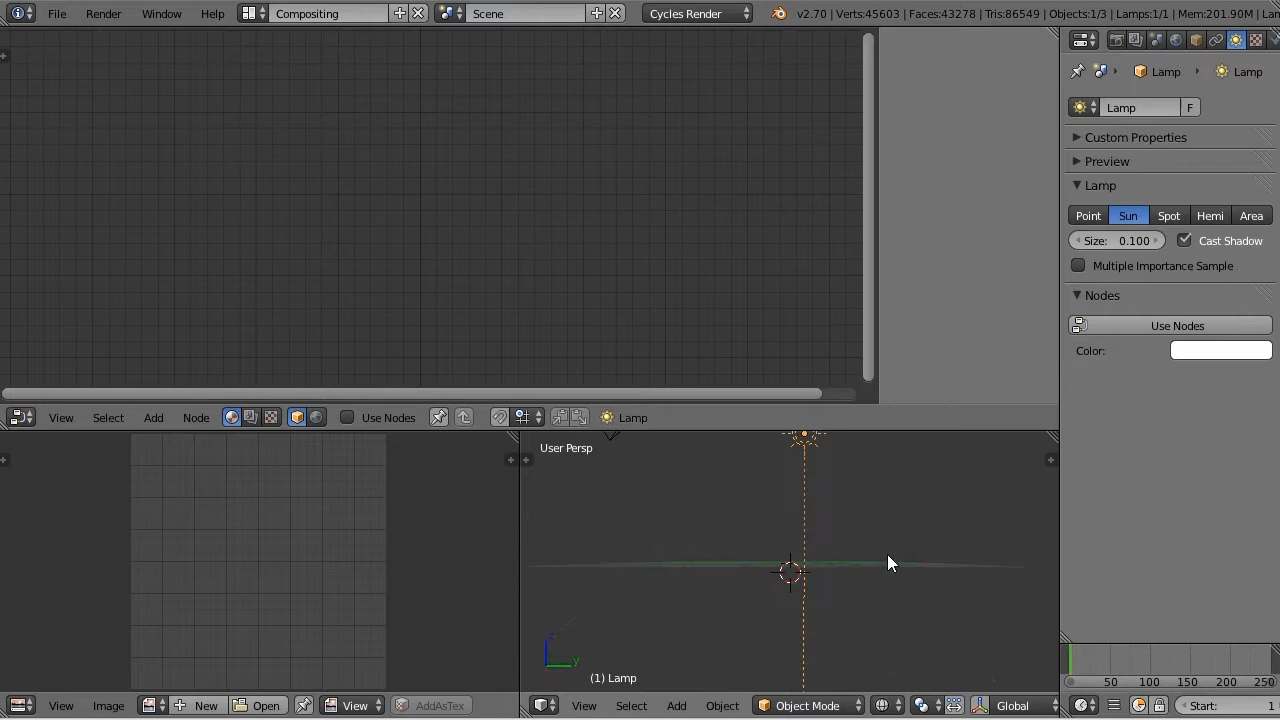 File Render Window Help Compositing Scene Cycles Render v2.70 | Verts:45603 | Faces:43278 | Tris:86549 | Objects:1/3 | Lamps:1/1 | Mem:201.90M | Lan
Lamp Lamp
Lamp F
Custom Properties
Preview
Lamp
Point Sun Spot Hemi Area
Size: 0.100 Cast Shadow
Multiple Importance Sample
Nodes
Use Nodes
Color:
View Select Add Node Use Nodes Lamp
User Persp
z
y
(1) Lamp
50 100 150 200 250
View Image New Open View AddAsTex
View Select Add Object Object Mode Global
Start: 1